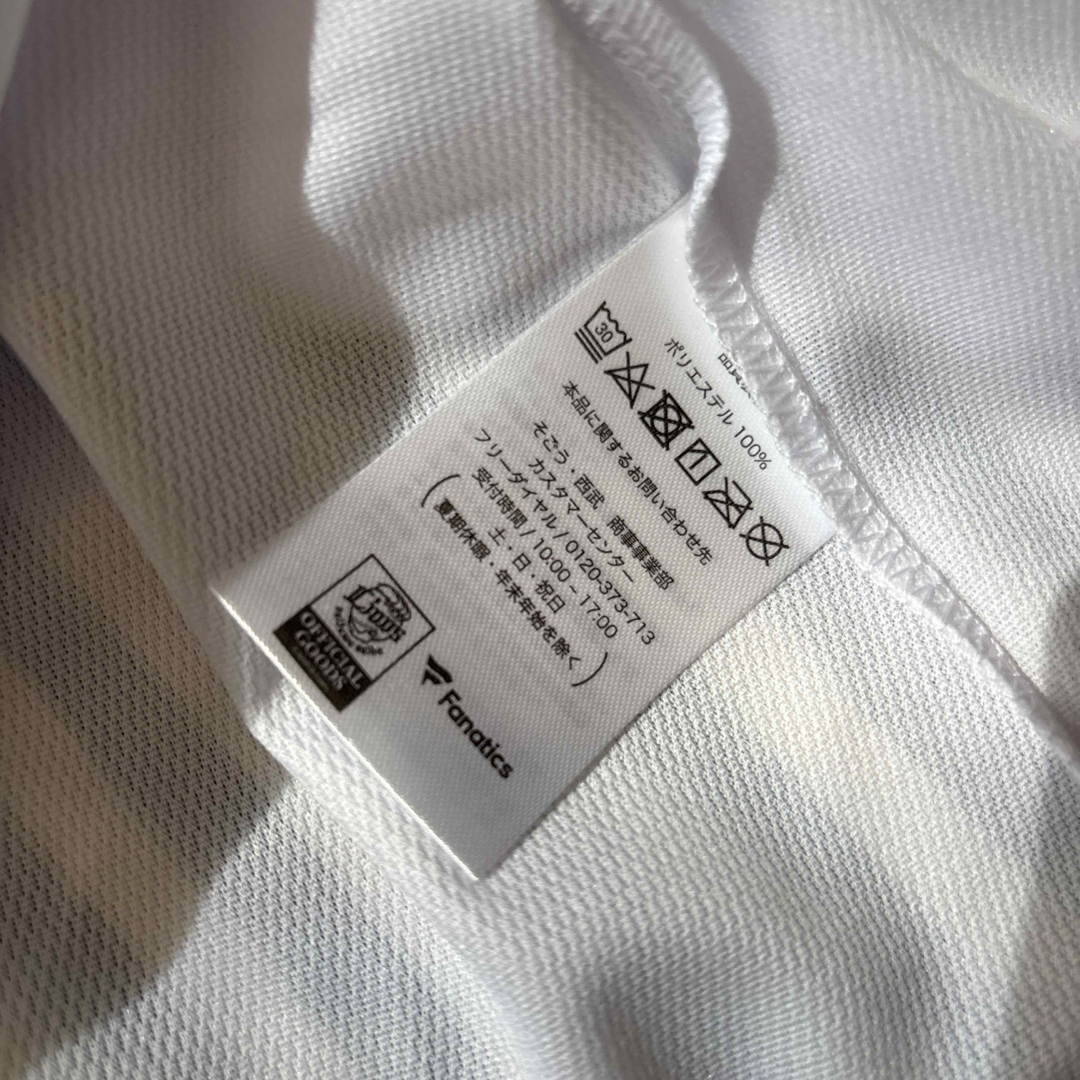 ポリエステル 100%
30
本品に関するお問い合わせ先
そごう・西武　商事事業部
カスタマーセンター
フリーダイヤル / 0120-373-713
受付時間 / 10:00 – 17:00
土・日・祝日
(夏期休暇・年末年始を除く)
Lions
OFFICIAL
GOODS
Fanatics